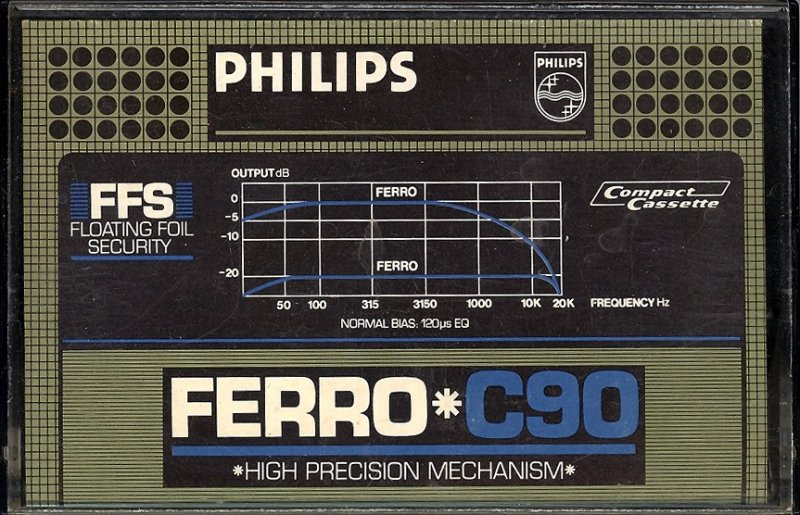 PHILIPS
PHILIPS
OUTPUT dB
FFS
FLOATING FOIL
SECURITY
0
-5
-10
-20
FERRO
FERRO
Compact
Cassette
50 100 315 3150 1000 10K 20K FREQUENCY Hz
NORMAL BIAS: 120µs EQ
FERRO*C90
*HIGH PRECISION MECHANISM*